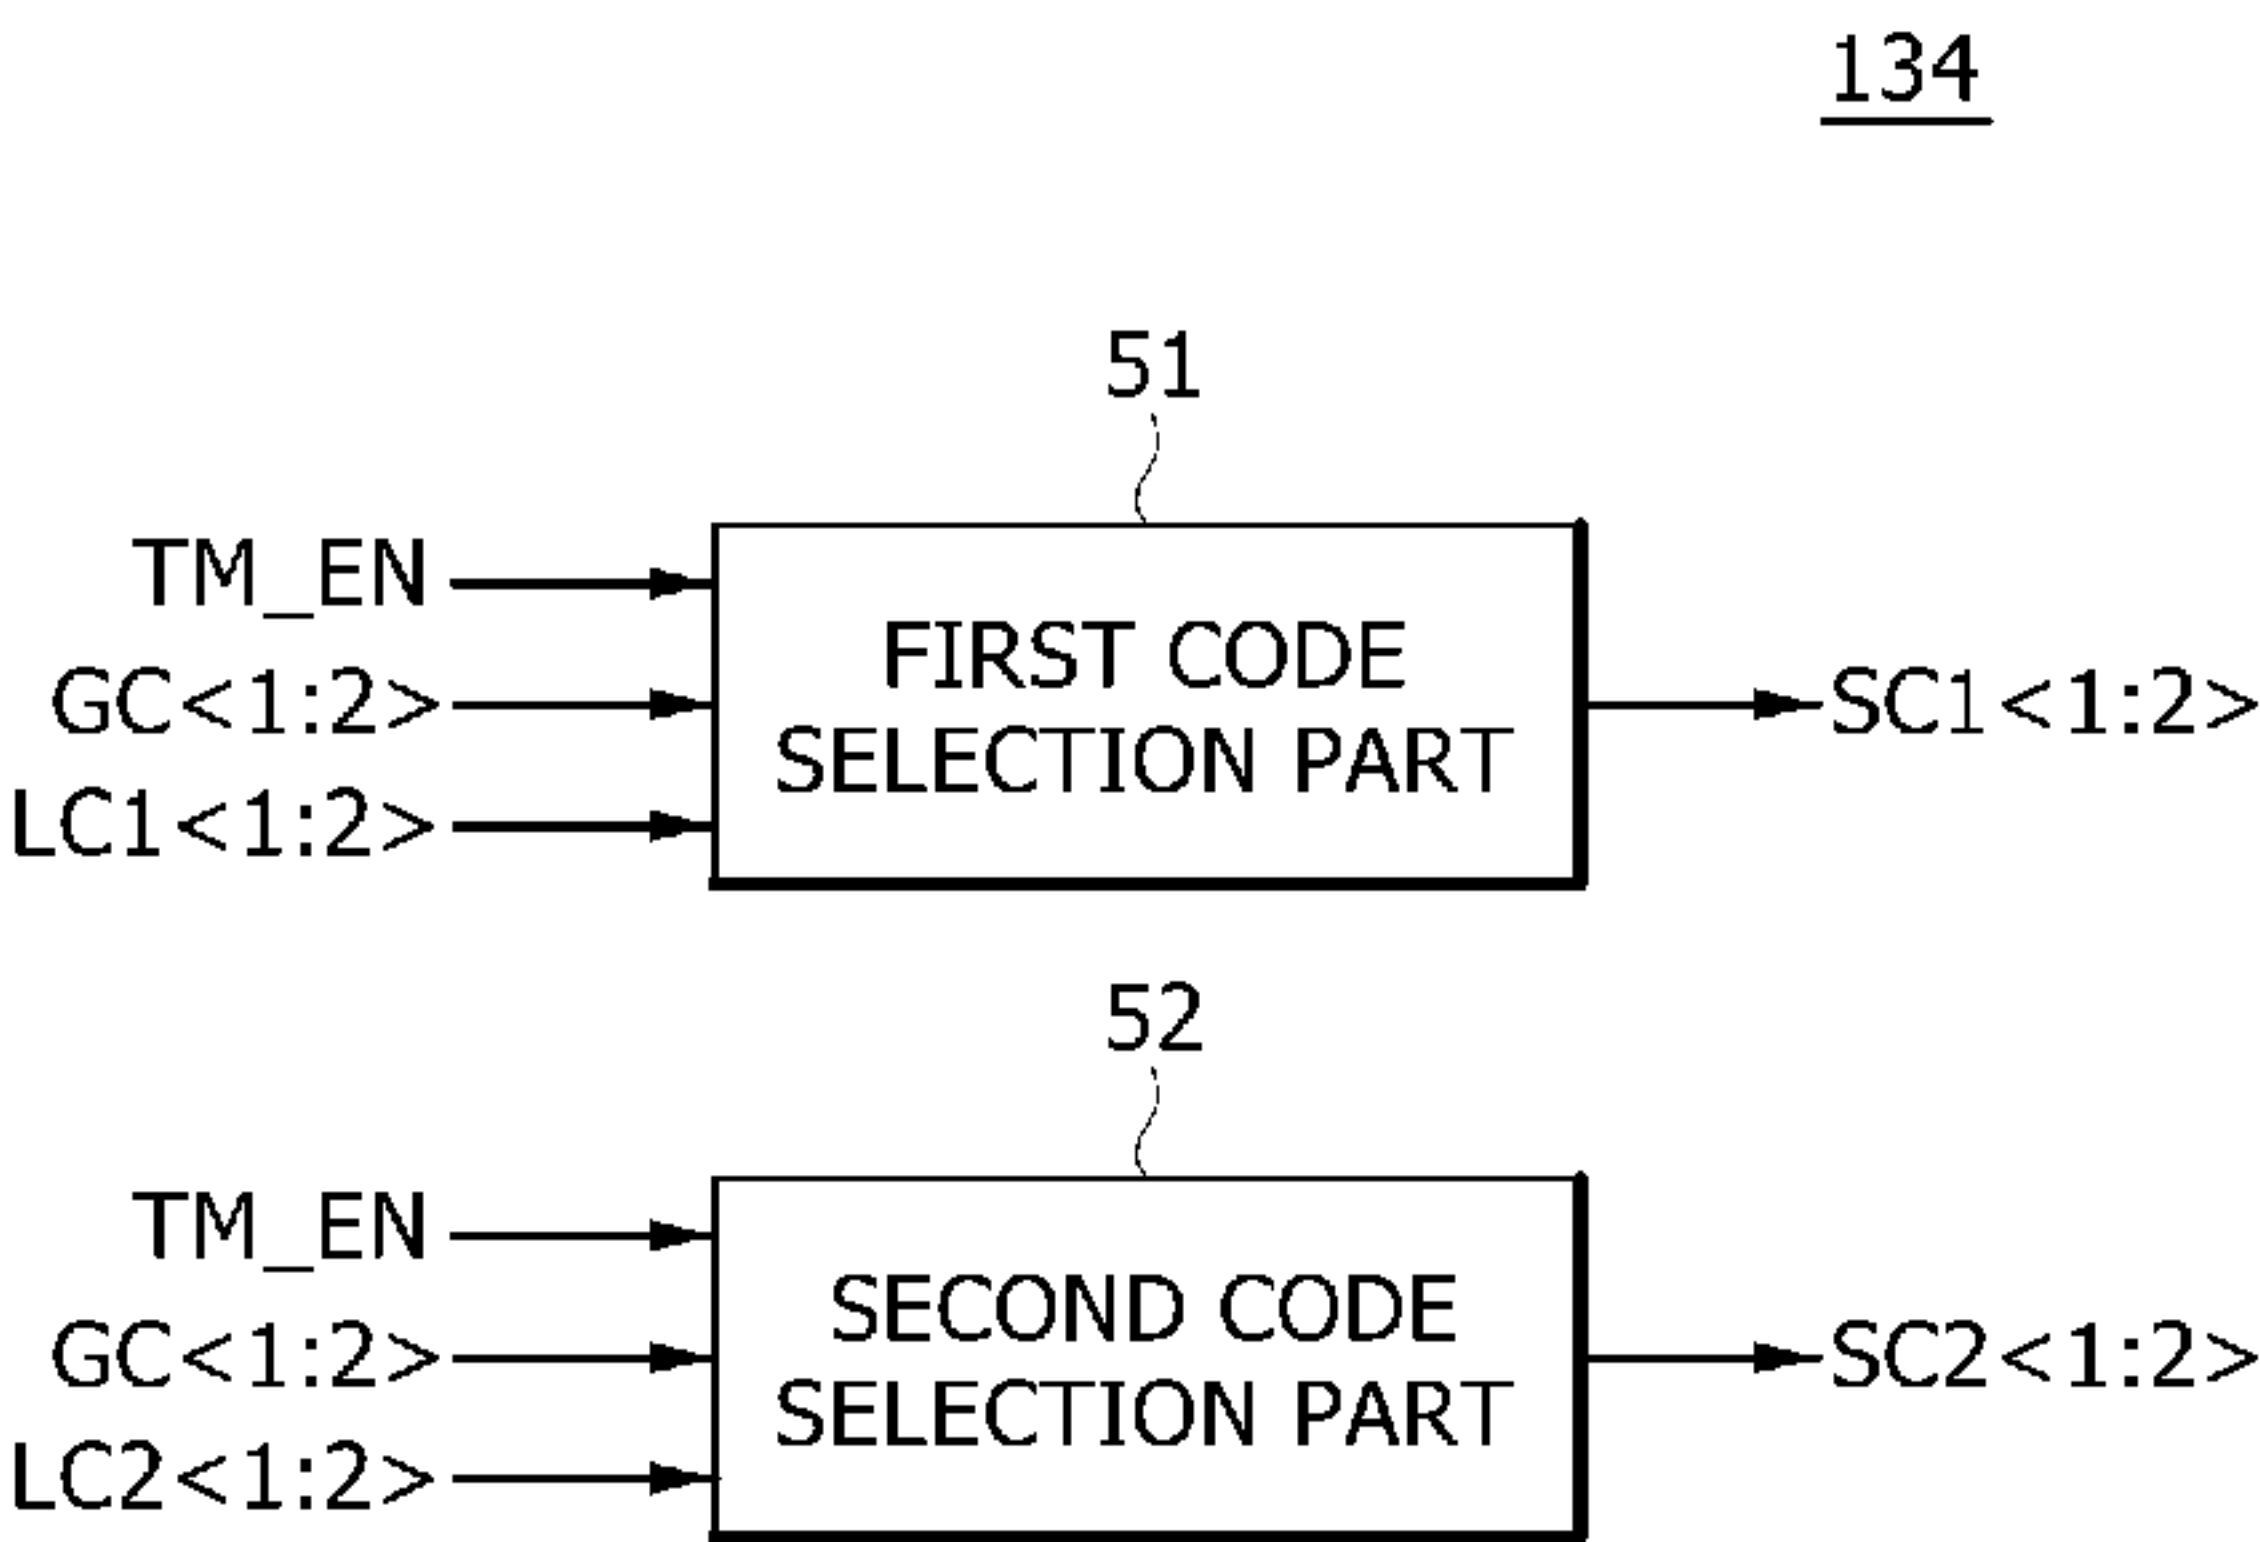 134
51
TM_EN
GC<1:2>
LC1<1:2>
FIRST CODE
SELECTION PART
SC1<1:2>
52
TM_EN
GC<1:2>
LC2<1:2>
SECOND CODE
SELECTION PART
SC2<1:2>